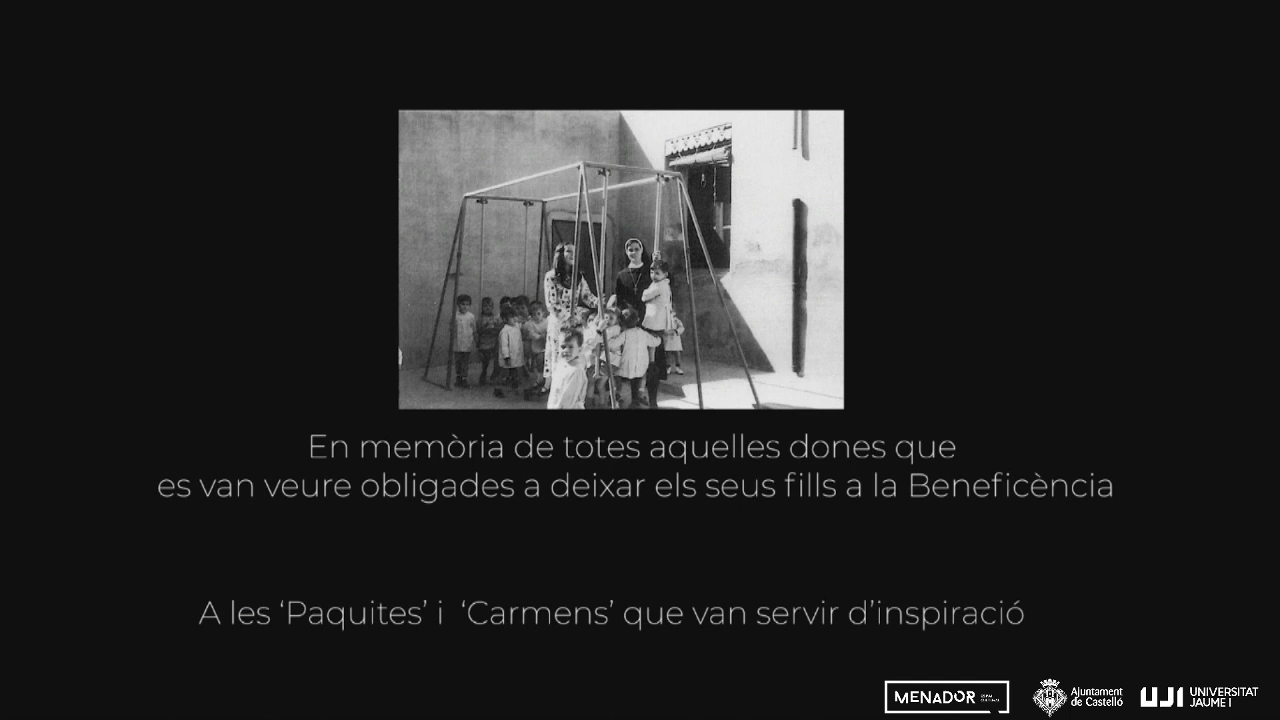 En memòria de totes aquelles dones que
es van veure obligades a deixar els seus fills a la Beneficència
A les ‘Paquites’ i ‘Carmens’ que van servir d’inspiració
MENADOR
Ajuntament
de Castelló
UJI UNIVERSITAT
JAUME I